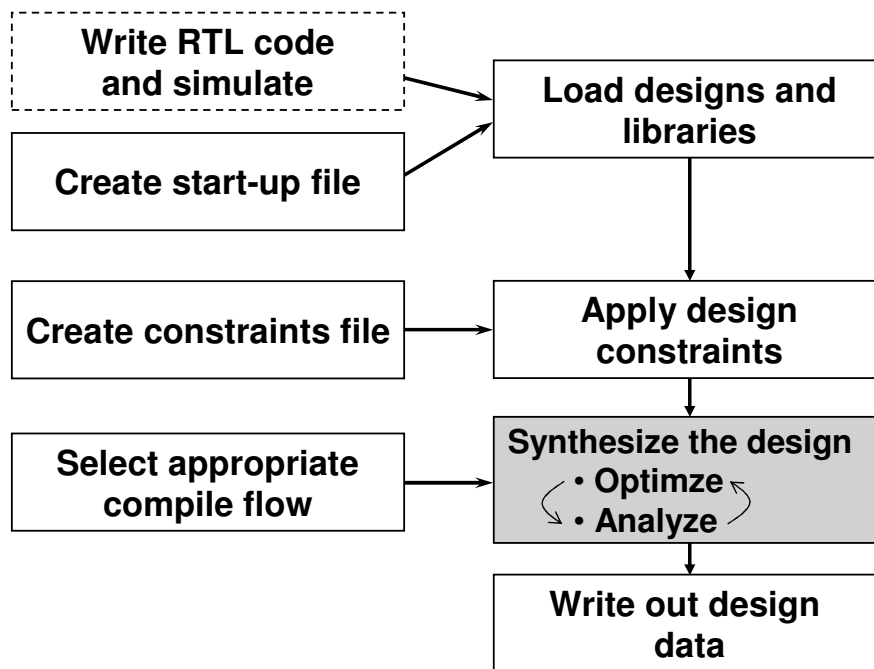 Write RTL code
and simulate
Load designs and
libraries
Create start-up file
Create constraints file
Apply design
constraints
Select appropriate
compile flow
Synthesize the design
• Optimze
• Analyze
Write out design
data